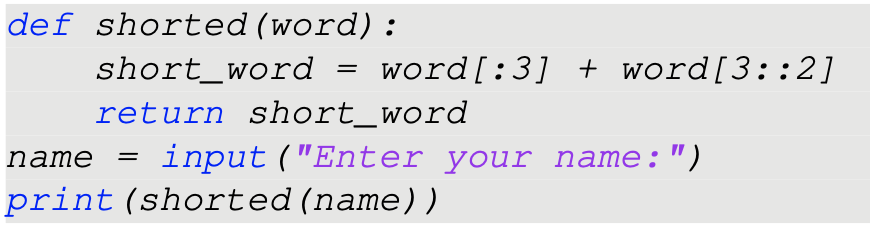 def shorted(word):
    short_word = word[:3] + word[3::2]
    return short_word
name = input("Enter your name:")
print(shorted(name))